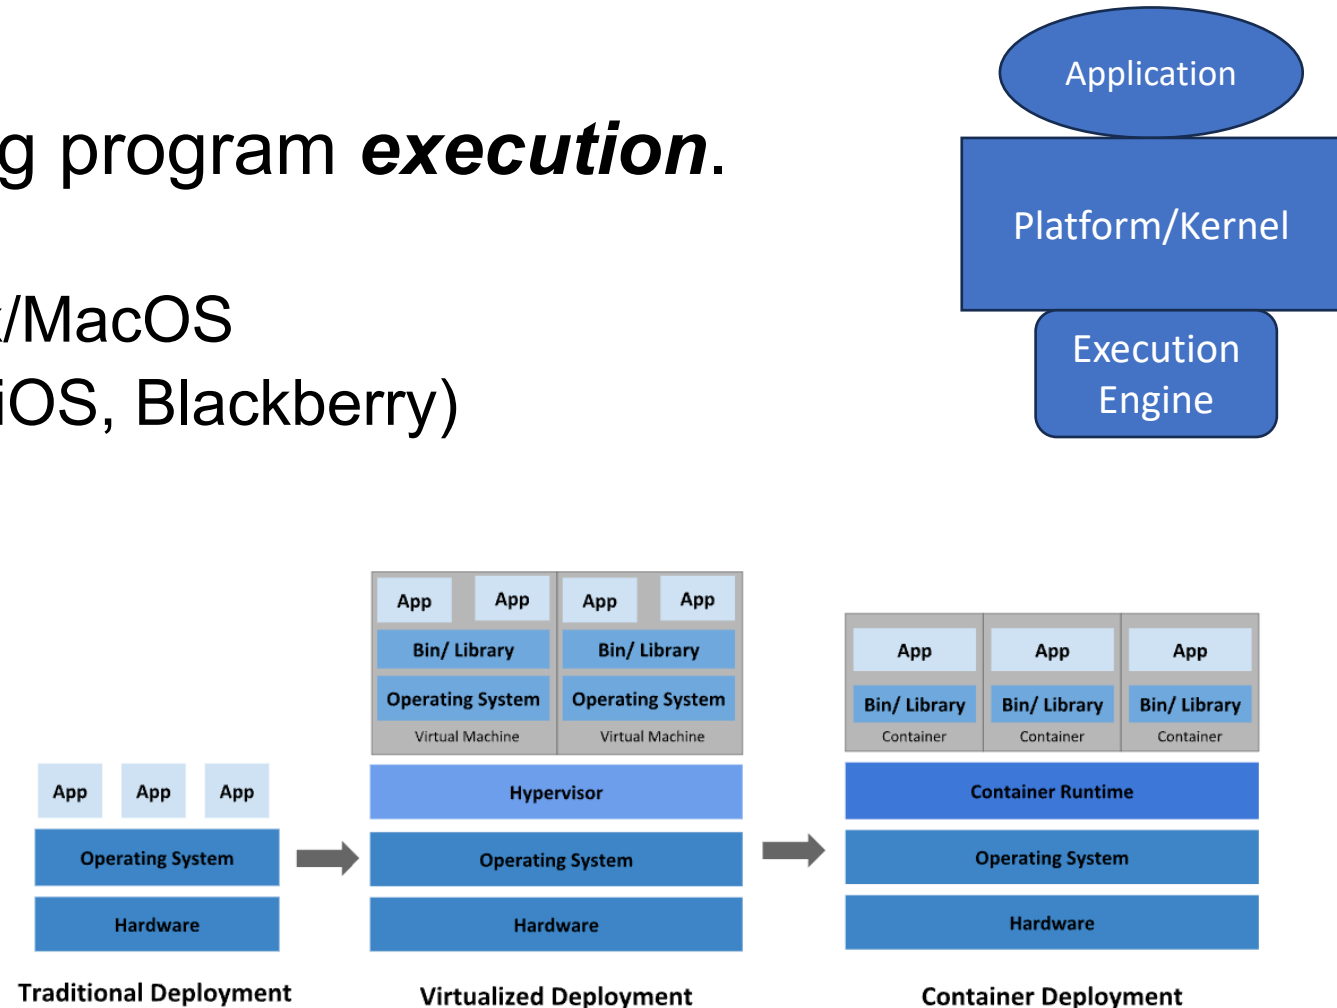 g program execution.
/MacOS
iOS, Blackberry)
Application
Platform/Kernel
Execution
Engine
App
App
App
Operating System
Hardware
Traditional Deployment
App
App
App
App
Bin/ Library
Bin/ Library
Operating System
Operating System
Virtual Machine
Virtual Machine
Hypervisor
Operating System
Hardware
Virtualized Deployment
App
App
App
Bin/ Library
Bin/ Library
Bin/ Library
Container
Container
Container
Container Runtime
Operating System
Hardware
Container Deployment